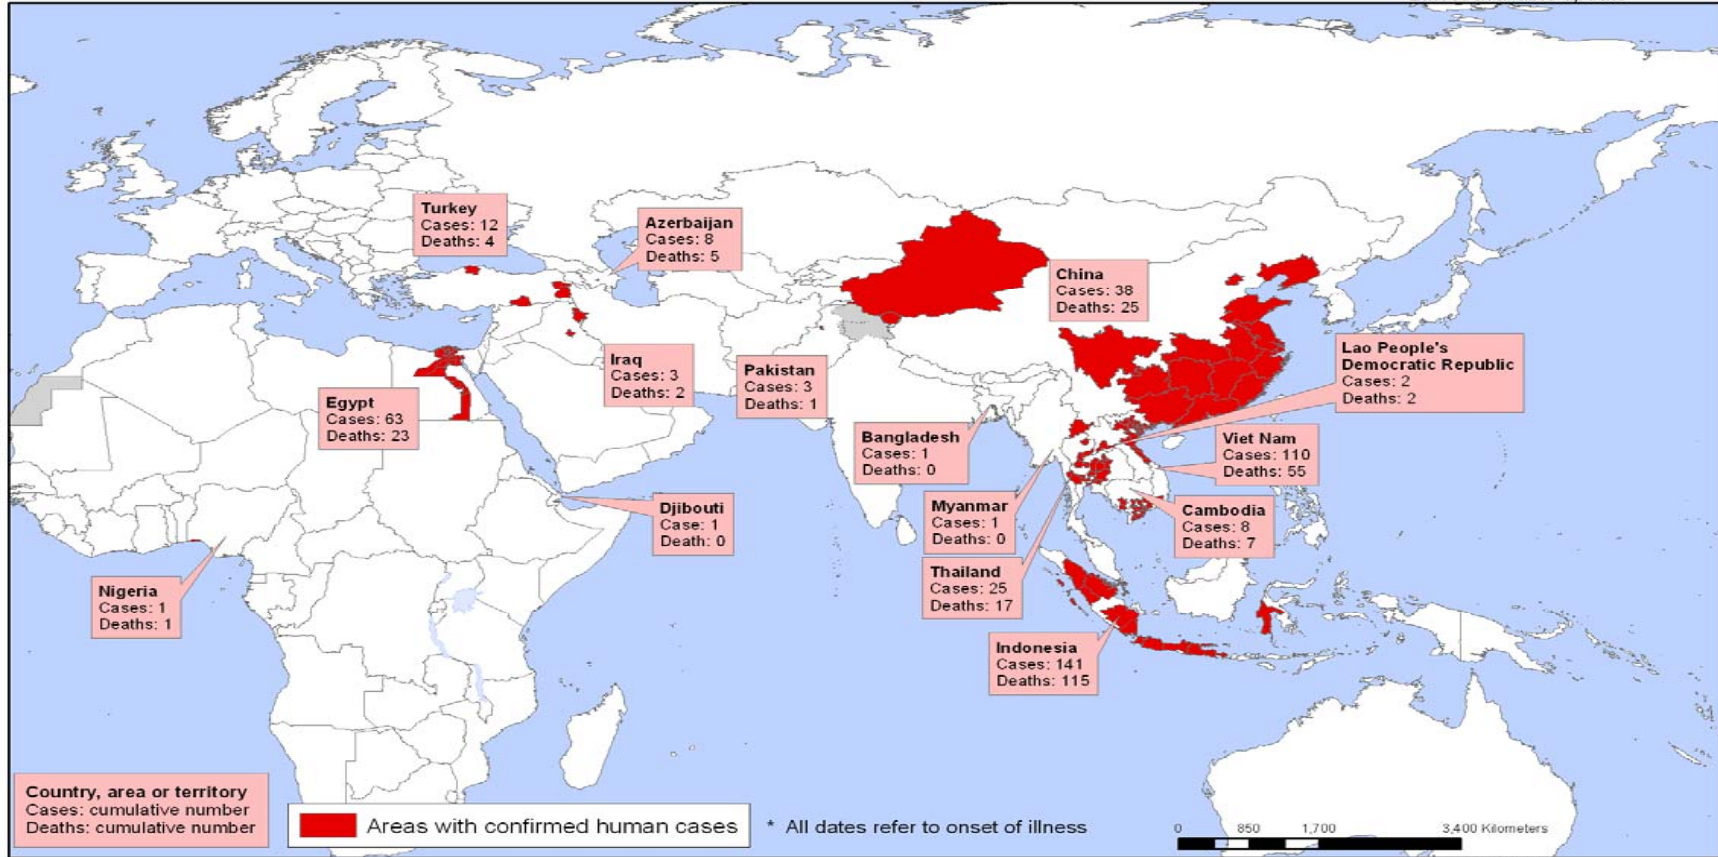 Turkey
Cases: 12
Deaths: 4
Azerbaijan
Cases: 8
Deaths: 5
China
Cases: 38
Deaths: 25
Lao People's
Democratic Republic
Cases: 2
Deaths: 2
Iraq
Cases: 3
Deaths: 2
Pakistan
Cases: 3
Deaths: 1
Egypt
Cases: 63
Deaths: 23
Bangladesh
Cases: 1
Deaths: 0
Viet Nam
Cases: 110
Deaths: 55
Djibouti
Case: 1
Death: 0
Myanmar
Cases: 1
Deaths: 0
Cambodia
Cases: 8
Deaths: 7
Nigeria
Cases: 1
Deaths: 1
Thailand
Cases: 25
Deaths: 17
Indonesia
Cases: 141
Deaths: 115
Country, area or territory
Cases: cumulative number
Deaths: cumulative number
Areas with confirmed human cases
* All dates refer to onset of illness
0 850 1,700 3,400 Kilometers